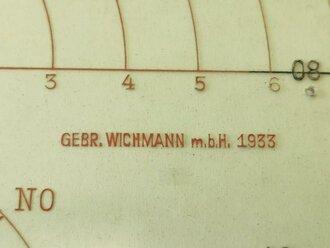 3 4 5 6 08
GEBR. WICHMANN m.b.H. 1933
NO